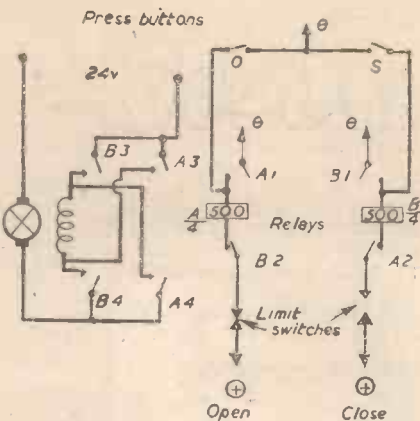 Press buttons
θ
O
S
24v
θ
θ
B3
A3
A1
B1
A/4
500
Relays
500
B/4
B2
A2
B4
A4
Limit
switches
+
+
Open
Close